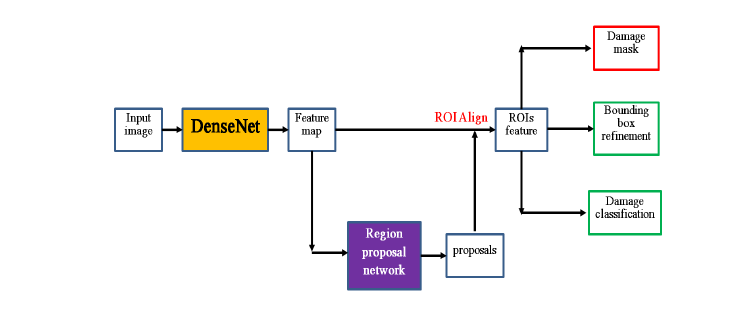 Damage
mask
Input
image
DenseNet
Feature
map
ROI Align
ROIs
feature
Bounding
box
refinement
Damage
classification
Region
proposal
network
proposals